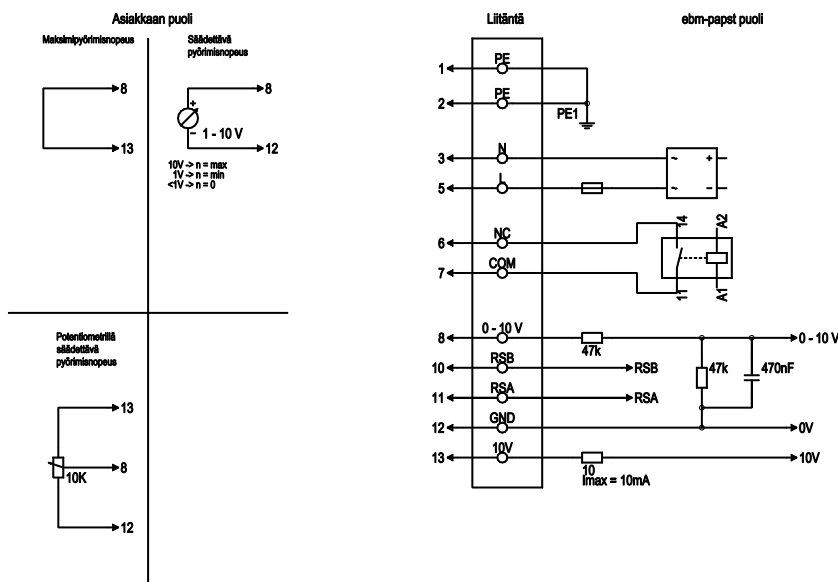 Asiakkaan puoli
Maksimipyörimisnopeus
Säädettävä
pyörimisnopeus
8
13
8
+
−
1 - 10 V
12
10V -> n = max
1V -> n = min
<1V -> n = 0
Potentiometrillä
säädettävä
pyörimisnopeus
13
8
10K
12
Liitäntä
ebm-papst puoli
1
PE
2
PE
PE1
3
N
~
+
5
L
~
−
6
NC
14
A2
7
COM
11
A1
8
0 - 10 V
47k
0 - 10 V
10
RSB
RSB
47k
470nF
11
RSA
RSA
12
GND
0V
13
10V
10
10V
Imax = 10mA